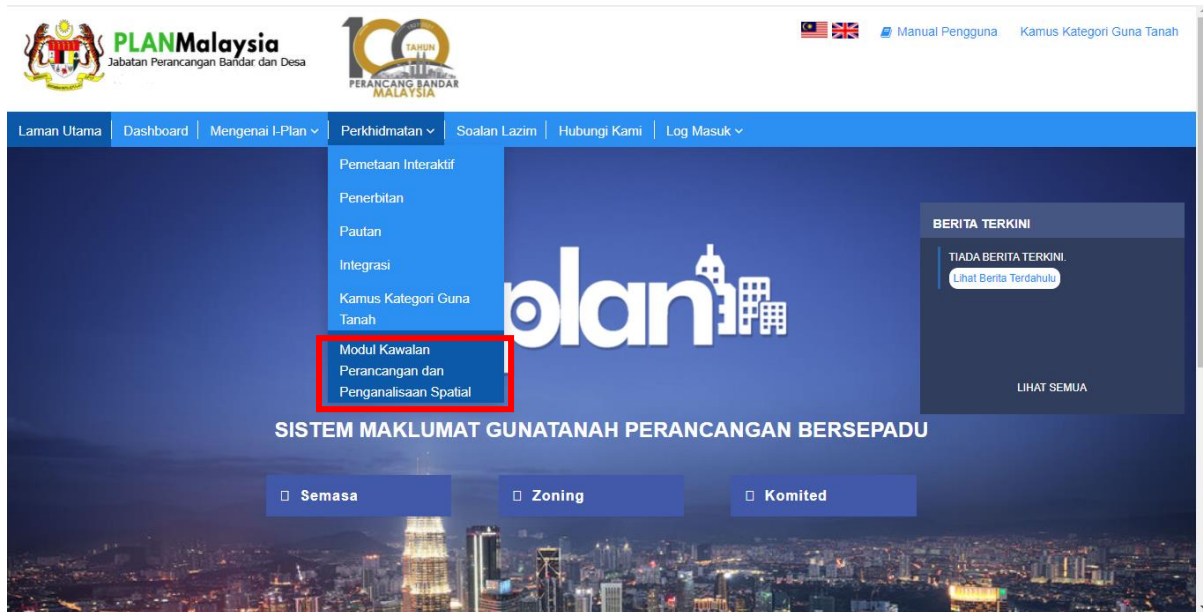 PLANMalaysia
Jabatan Perancangan Bandar dan Desa
100
TAHUN
PERANCANG BANDAR
MALAYSIA
Manual Pengguna
Kamus Kategori Guna Tanah
Laman Utama
Dashboard
Mengenai I-Plan
Perkhidmatan
Soalan Lazim
Hubungi Kami
Log Masuk
Pemetaan Interaktif
Penerbitan
Pautan
Integrasi
Kamus Kategori Guna
Tanah
Modul Kawalan
Perancangan dan
Penganalisaan Spatial
plan
BERITA TERKINI
TIADA BERITA TERKINI.
Lihat Berita Terdahulu
LIHAT SEMUA
SISTEM MAKLUMAT GUNATANAH PERANCANGAN BERSEPADU
Semasa
Zoning
Komited